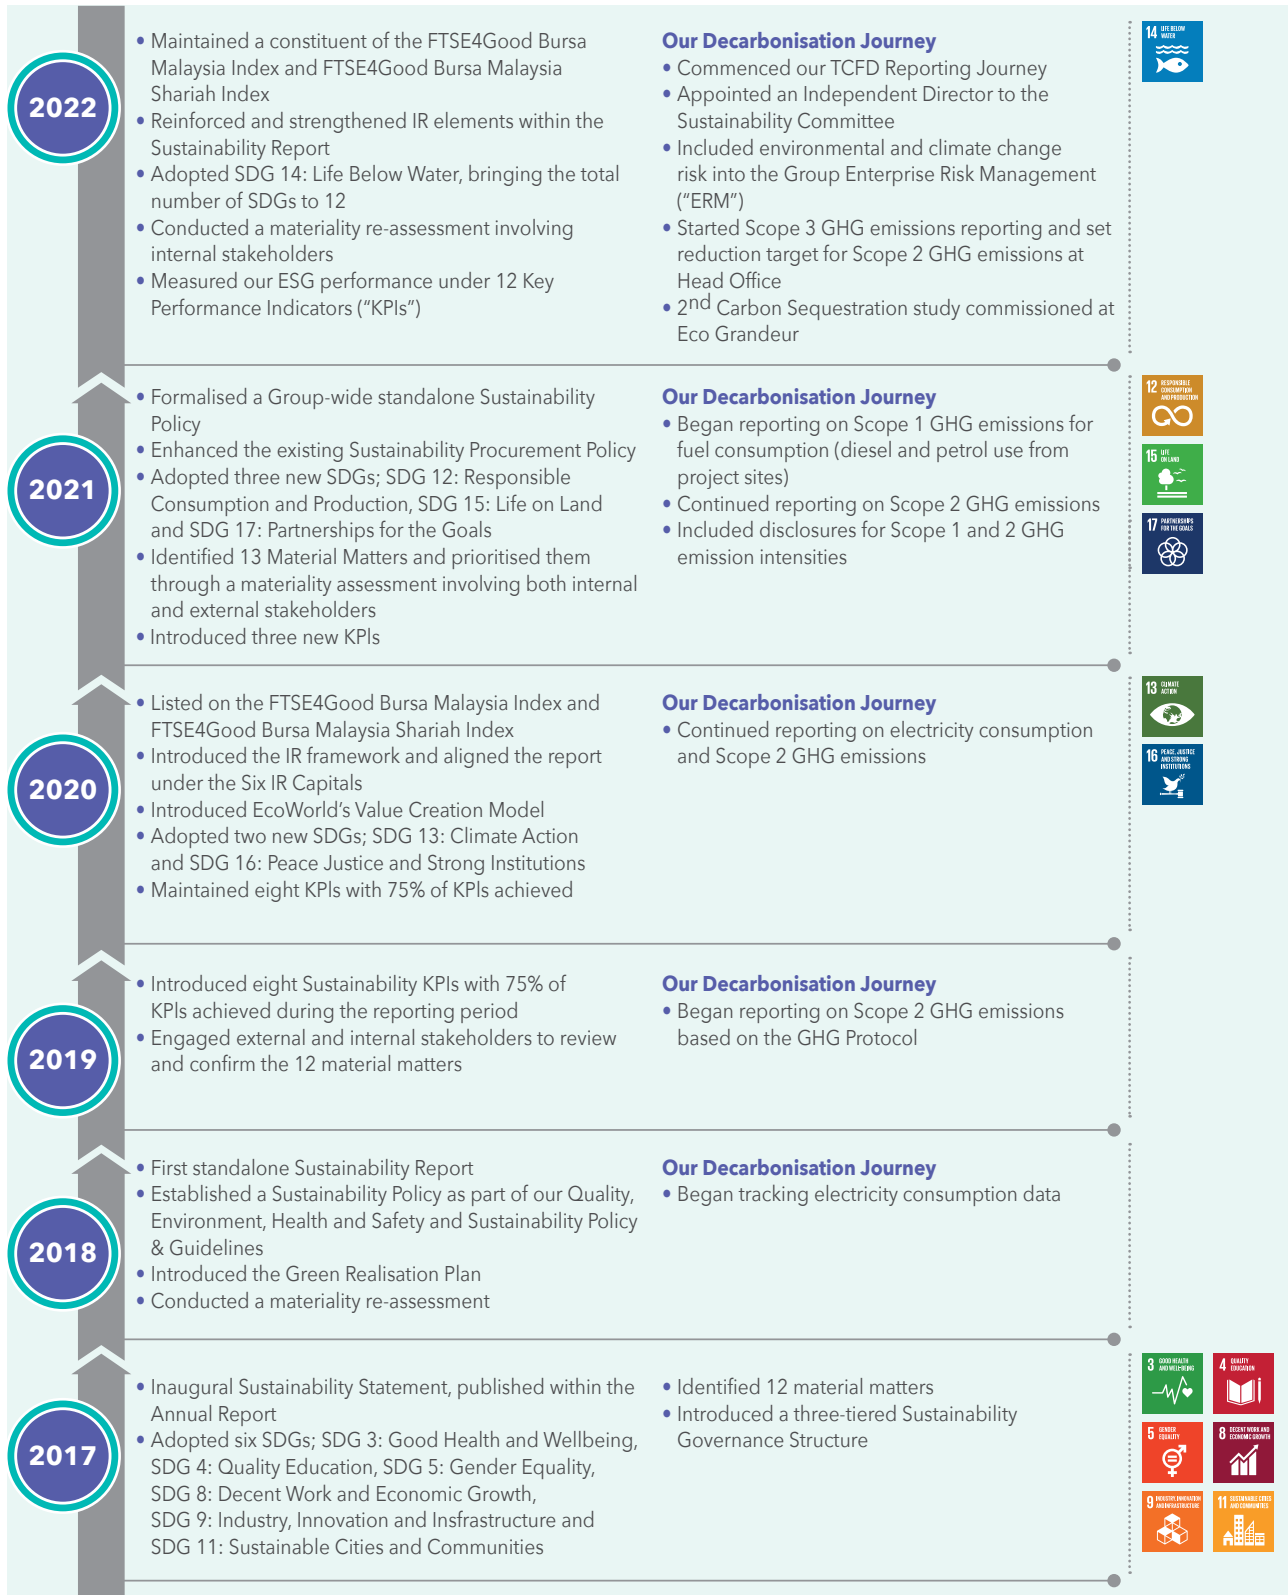 2022
• Maintained a constituent of the FTSE4Good Bursa
Malaysia Index and FTSE4Good Bursa Malaysia
Shariah Index
• Reinforced and strengthened IR elements within the
Sustainability Report
• Adopted SDG 14: Life Below Water, bringing the total
number of SDGs to 12
• Conducted a materiality re-assessment involving
internal stakeholders
• Measured our ESG performance under 12 Key
Performance Indicators (“KPIs”)
Our Decarbonisation Journey
• Commenced our TCFD Reporting Journey
• Appointed an Independent Director to the
Sustainability Committee
• Included environmental and climate change
risk into the Group Enterprise Risk Management
(“ERM”)
• Started Scope 3 GHG emissions reporting and set
reduction target for Scope 2 GHG emissions at
Head Office
• 2nd Carbon Sequestration study commissioned at
Eco Grandeur
14 LIFE BELOW
WATER
2021
• Formalised a Group-wide standalone Sustainability
Policy
• Enhanced the existing Sustainability Procurement Policy
• Adopted three new SDGs; SDG 12: Responsible
Consumption and Production, SDG 15: Life on Land
and SDG 17: Partnerships for the Goals
• Identified 13 Material Matters and prioritised them
through a materiality assessment involving both internal
and external stakeholders
• Introduced three new KPIs
Our Decarbonisation Journey
• Began reporting on Scope 1 GHG emissions for
fuel consumption (diesel and petrol use from
project sites)
• Continued reporting on Scope 2 GHG emissions
• Included disclosures for Scope 1 and 2 GHG
emission intensities
12 RESPONSIBLE
CONSUMPTION
AND PRODUCTION
15 LIFE
ON LAND
17 PARTNERSHIPS
FOR THE GOALS
2020
• Listed on the FTSE4Good Bursa Malaysia Index and
FTSE4Good Bursa Malaysia Shariah Index
• Introduced the IR framework and aligned the report
under the Six IR Capitals
• Introduced EcoWorld’s Value Creation Model
• Adopted two new SDGs; SDG 13: Climate Action
and SDG 16: Peace Justice and Strong Institutions
• Maintained eight KPIs with 75% of KPIs achieved
Our Decarbonisation Journey
• Continued reporting on electricity consumption
and Scope 2 GHG emissions
13 CLIMATE
ACTION
16 PEACE, JUSTICE
AND STRONG
INSTITUTIONS
2019
• Introduced eight Sustainability KPIs with 75% of
KPIs achieved during the reporting period
• Engaged external and internal stakeholders to review
and confirm the 12 material matters
Our Decarbonisation Journey
• Began reporting on Scope 2 GHG emissions
based on the GHG Protocol
2018
• First standalone Sustainability Report
• Established a Sustainability Policy as part of our Quality,
Environment, Health and Safety and Sustainability Policy
& Guidelines
• Introduced the Green Realisation Plan
• Conducted a materiality re-assessment
Our Decarbonisation Journey
• Began tracking electricity consumption data
2017
• Inaugural Sustainability Statement, published within the
Annual Report
• Adopted six SDGs; SDG 3: Good Health and Wellbeing,
SDG 4: Quality Education, SDG 5: Gender Equality,
SDG 8: Decent Work and Economic Growth,
SDG 9: Industry, Innovation and Insfrastructure and
SDG 11: Sustainable Cities and Communities
• Identified 12 material matters
• Introduced a three-tiered Sustainability
Governance Structure
3 GOOD HEALTH
AND WELL-BEING
4 QUALITY
EDUCATION
5 GENDER
EQUALITY
8 DECENT WORK AND
ECONOMIC GROWTH
9 INDUSTRY, INNOVATION
AND INFRASTRUCTURE
11 SUSTAINABLE CITIES
AND COMMUNITIES